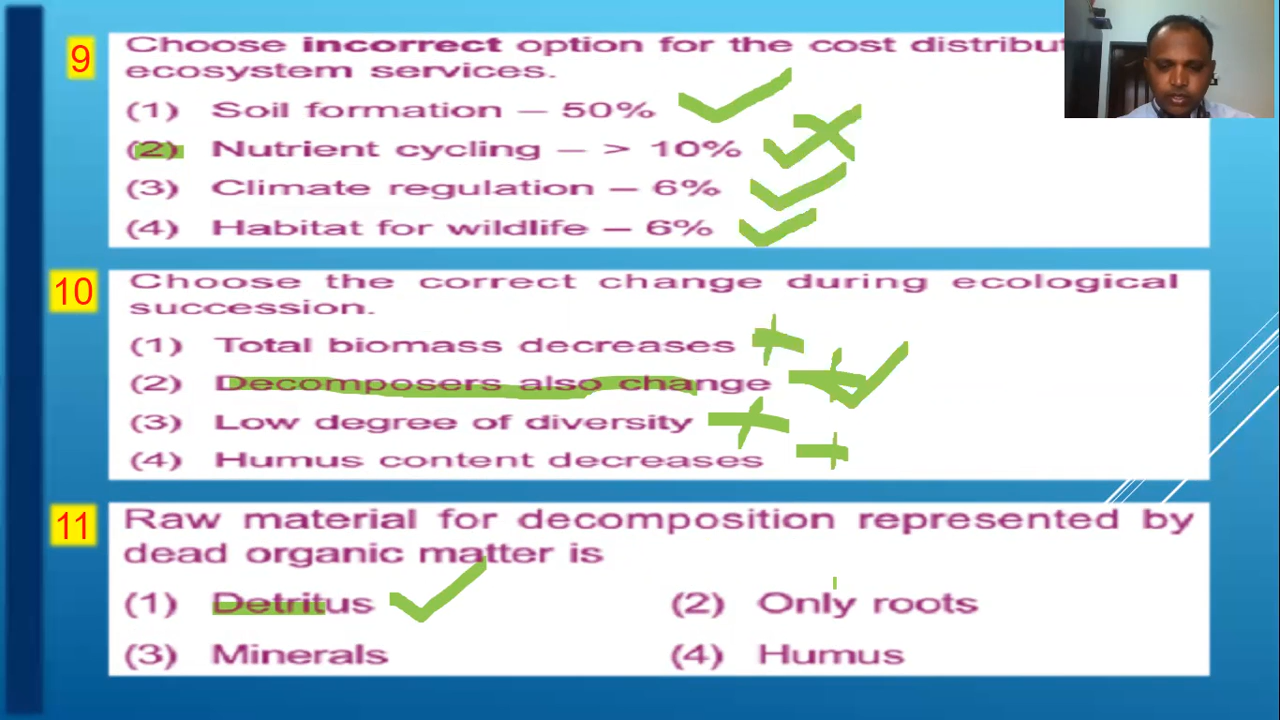 9
Choose incorrect option for the cost
ecosystem services.
(1) Soil formation – 50%
(2) Nutrient cycling – > 10%
(3) Climate regulation – 6%
(4) Habitat for wildlife – 6%
10
Choose the correct change during ecological
succession.
(1) Total biomass decreases
(2) Decomposers also change
(3) Low degree of diversity
(4) Humus content decreases
11
Raw material for decomposition represented by
dead organic matter is
(1) Detritus (2) Only roots
(3) Minerals (4) Humus